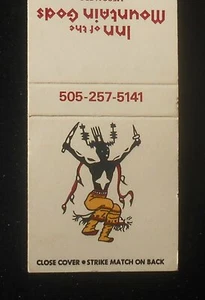 Inn of the
Mountain Gods
505-257-5141
CLOSE COVER * STRIKE MATCH ON BACK